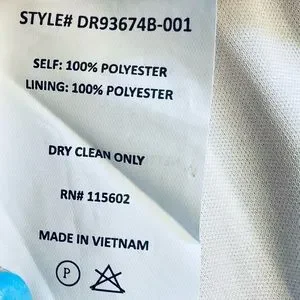 STYLE# DR93674B-001
SELF: 100% POLYESTER
LINING: 100% POLYESTER
DRY CLEAN ONLY
RN# 115602
MADE IN VIETNAM
P